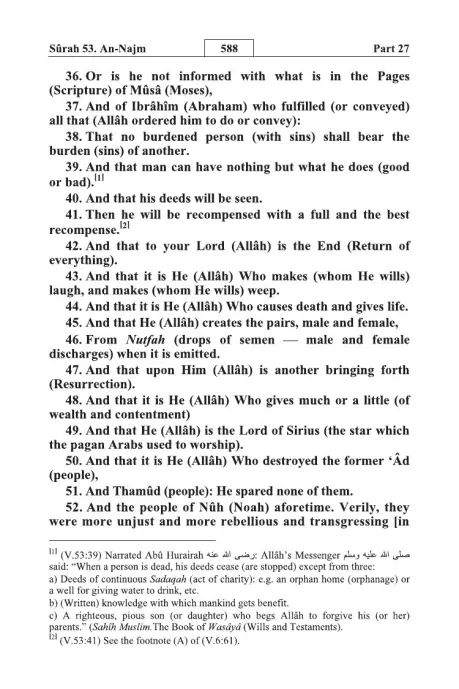 Sûrah 53. An-Najm 588 Part 27
36. Or is he not informed with what is in the Pages
(Scripture) of Mûsâ (Moses),
37. And of Ibrâhîm (Abraham) who fulfilled (or conveyed)
all that (Allâh ordered him to do or convey):
38. That no burdened person (with sins) shall bear the
burden (sins) of another.
39. And that man can have nothing but what he does (good
or bad).[1]
40. And that his deeds will be seen.
41. Then he will be recompensed with a full and the best
recompense.[2]
42. And that to your Lord (Allâh) is the End (Return of
everything).
43. And that it is He (Allâh) Who makes (whom He wills)
laugh, and makes (whom He wills) weep.
44. And that it is He (Allâh) Who causes death and gives life.
45. And that He (Allâh) creates the pairs, male and female,
46. From Nutfah (drops of semen — male and female
discharges) when it is emitted.
47. And that upon Him (Allâh) is another bringing forth
(Resurrection).
48. And that it is He (Allâh) Who gives much or a little (of
wealth and contentment)
49. And that He (Allâh) is the Lord of Sirius (the star which
the pagan Arabs used to worship).
50. And that it is He (Allâh) Who destroyed the former ‘Âd
(people),
51. And Thamûd (people): He spared none of them.
52. And the people of Nûh (Noah) aforetime. Verily, they
were more unjust and more rebellious and transgressing [in
[1] (V.53:39) Narrated Abû Hurairah رضى الله عنه: Allâh’s Messenger صلى الله عليه وسلم
said: “When a person is dead, his deeds cease (are stopped) except from three:
a) Deeds of continuous Sadaqah (act of charity): e.g. an orphan home (orphanage) or
a well for giving water to drink, etc.
b) (Written) knowledge with which mankind gets benefit.
c) A righteous, pious son (or daughter) who begs Allâh to forgive his (or her)
parents.” (Sahîh Muslim.The Book of Wasâyâ (Wills and Testaments).
[2] (V.53:41) See the footnote (A) of (V.6:61).